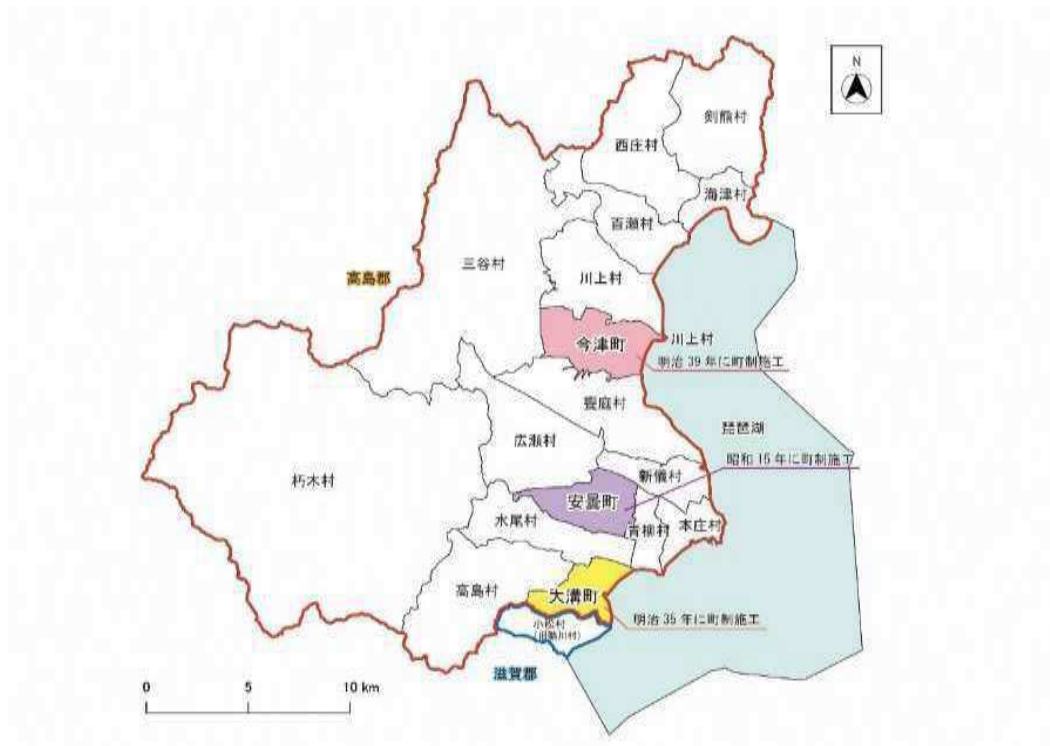 N
剣熊村
西庄村
海津村
百瀬村
三谷村
川上村
高島郡
今津町
川上村
明治 39 年に町制施工
饗庭村
琵琶湖
広瀬村
昭和 15 年に町制施工
新儀村
朽木村
安曇町
水尾村
青柳村
本庄村
高島村
大溝町
明治 35 年に町制施工
小松村
(旧鵜川村)
滋賀郡
0 5 10 km